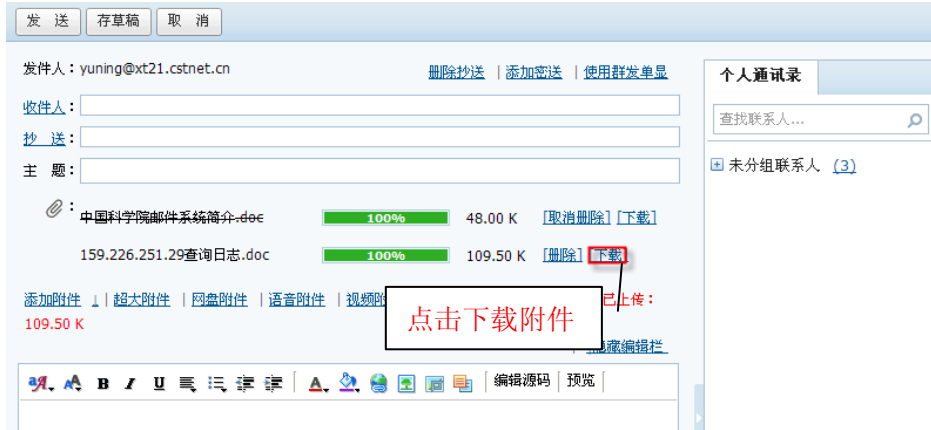 发 送 存草稿 取 消
发件人：yuning@xt21.cstnet.cn 删除抄送 | 添加密送 | 使用群发单显
个人通讯录
收件人：
查找联系人...
抄 送：
主 题：
未分组联系人 (3)
中国科学院邮件系统简介.doc 100% 48.00 K [取消删除] [下载]
159.226.251.29查询日志.doc 100% 109.50 K [删除] [下载]
添加附件 | 超大附件 | 网盘附件 | 语音附件 | 视频附 已上传：
109.50 K
点击下载附件
隐藏编辑栏
B I U A 编辑源码 预览